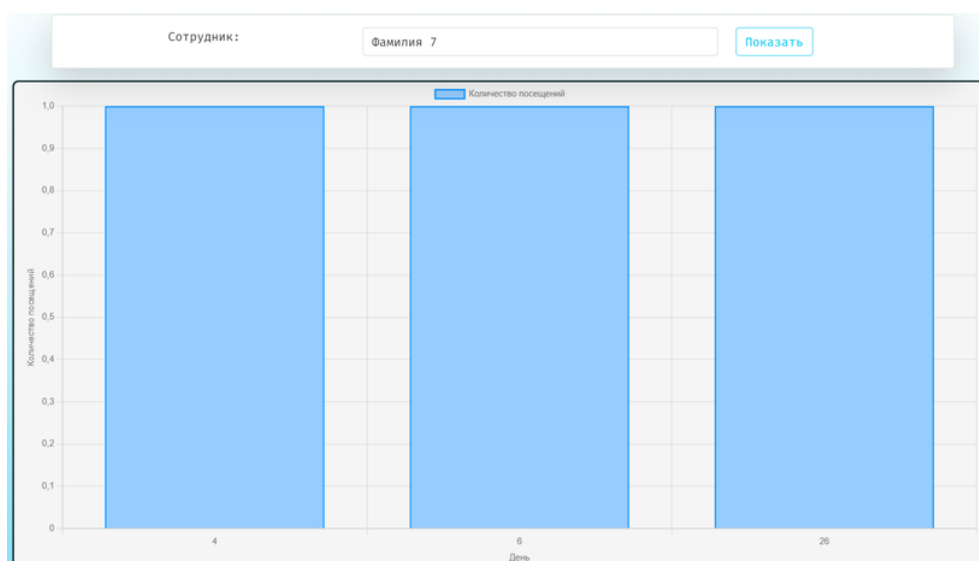 Сотрудник: Фамилия 7 Показать
Количество посещений
1,0
0,9
0,8
0,7
0,6
0,5
0,4
0,3
0,2
0,1
0
Количество посещений
4 6 26
День